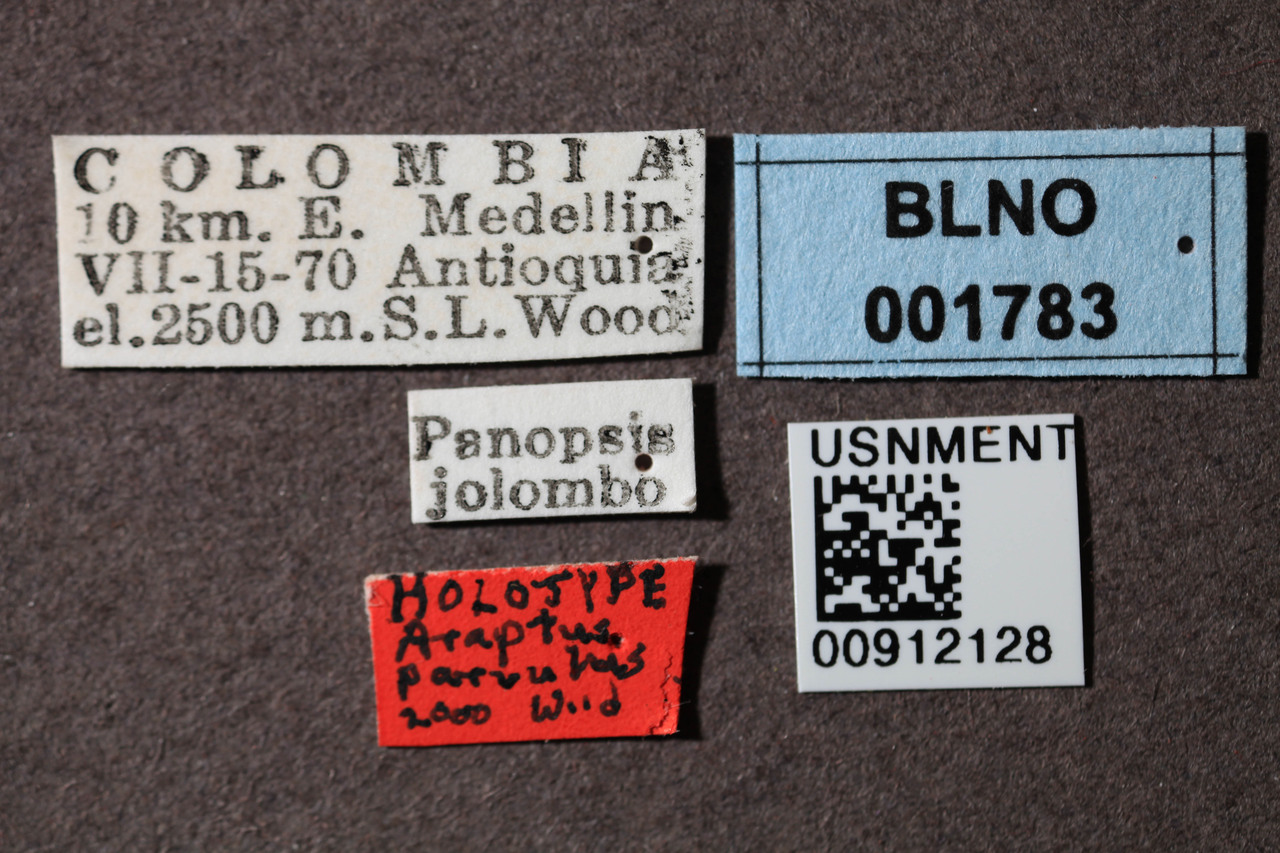 COLOMBIA
10 km. E. Medellin
VII-15-70 Antioquia
el.2500 m. S.L. Wood
BLNO
001783
Panopsis
jolombo
USNMENT
00912128
HOLOTYPE
Araptus
parvulus
2000 Wood